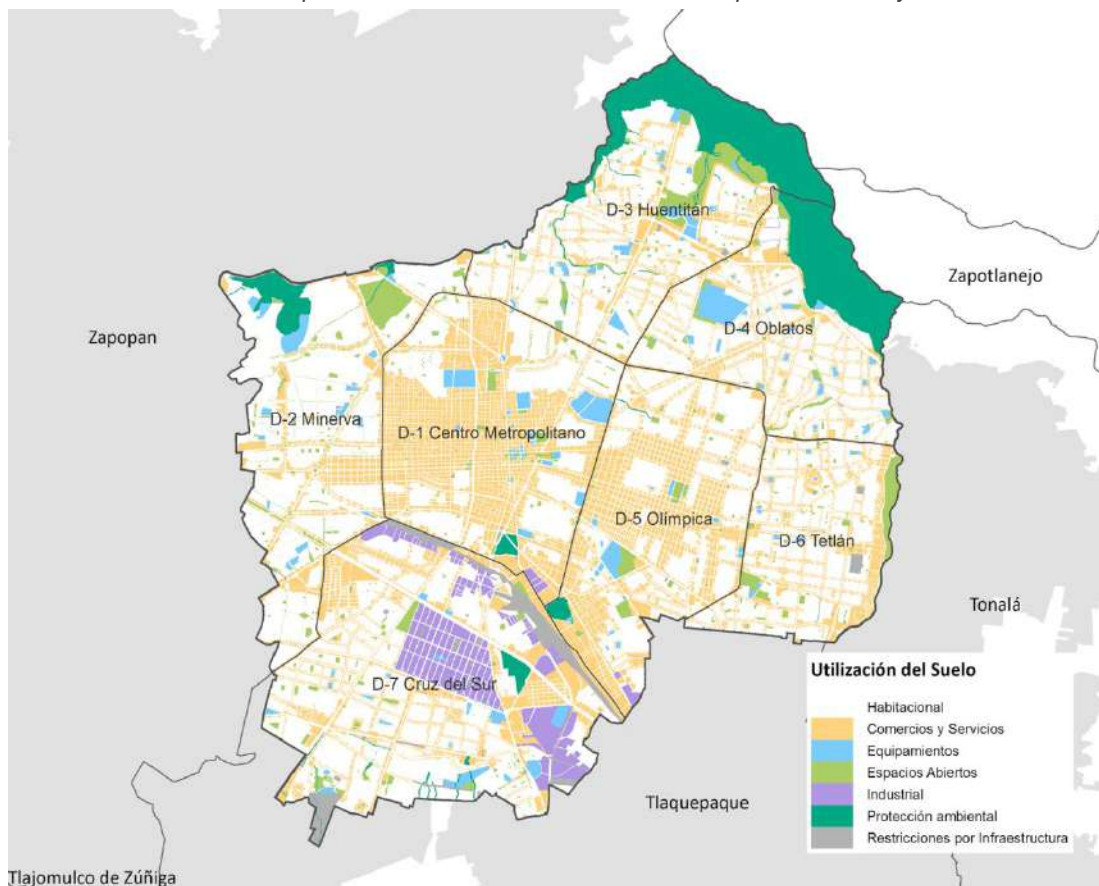 D-3 Huentitán
Zapotlanejo
D-4 Oblatos
Zapopan
D-2 Minerva
D-1 Centro Metropolitano
D-5 Olímpica
D-6 Tetlán
Tonalá
D-7 Cruz del Sur
Tlaquepaque
Tlajomulco de Zúñiga
Utilización del Suelo
Habitacional
Comercios y Servicios
Equipamientos
Espacios Abiertos
Industrial
Protección ambiental
Restricciones por Infraestructura